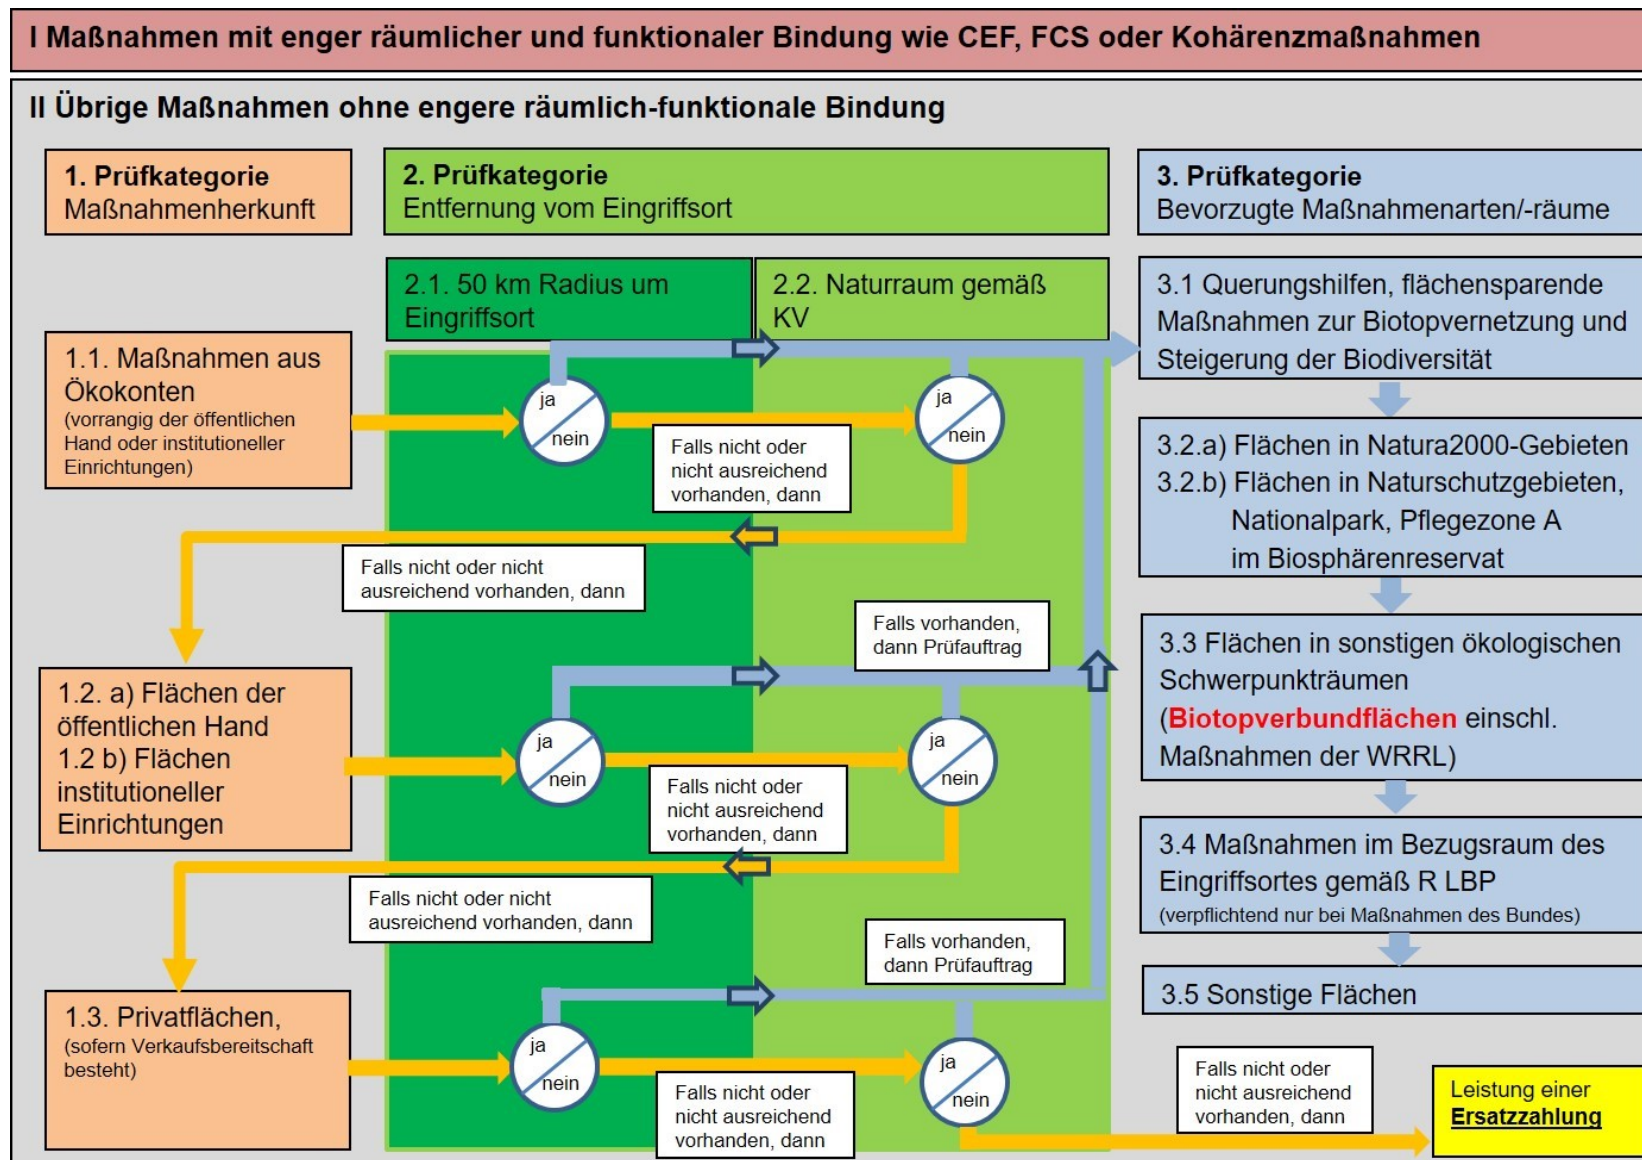 I Maßnahmen mit enger räumlicher und funktionaler Bindung wie CEF, FCS oder Kohärenzmaßnahmen
II Übrige Maßnahmen ohne engere räumlich-funktionale Bindung
1. Prüfkategorie
Maßnahmenherkunft
2. Prüfkategorie
Entfernung vom Eingriffsort
3. Prüfkategorie
Bevorzugte Maßnahmenarten/-räume
2.1. 50 km Radius um
Eingriffsort
2.2. Naturraum gemäß
KV
3.1 Querungshilfen, flächensparende
Maßnahmen zur Biotopvernetzung und
Steigerung der Biodiversität
1.1. Maßnahmen aus
Ökokonten
(vorrangig der öffentlichen
Hand oder institutioneller
Einrichtungen)
ja
nein
Falls nicht oder
nicht ausreichend
vorhanden, dann
ja
nein
Falls nicht oder nicht
ausreichend vorhanden, dann
3.2.a) Flächen in Natura2000-Gebieten
3.2.b) Flächen in Naturschutzgebieten,
Nationalpark, Pflegezone A
im Biosphärenreservat
Falls vorhanden,
dann Prüfauftrag
3.3 Flächen in sonstigen ökologischen
Schwerpunkträumen
(Biotopverbundflächen einschl.
Maßnahmen der WRRL)
1.2. a) Flächen der
öffentlichen Hand
1.2 b) Flächen
institutioneller
Einrichtungen
ja
nein
Falls nicht oder
nicht ausreichend
vorhanden, dann
ja
nein
Falls nicht oder nicht
ausreichend vorhanden, dann
3.4 Maßnahmen im Bezugsraum des
Eingriffsortes gemäß R LBP
(verpflichtend nur bei Maßnahmen des Bundes)
Falls vorhanden,
dann Prüfauftrag
3.5 Sonstige Flächen
1.3. Privatflächen,
(sofern Verkaufsbereitschaft
besteht)
ja
nein
Falls nicht oder
nicht ausreichend
vorhanden, dann
ja
nein
Falls nicht oder
nicht ausreichend
vorhanden, dann
Leistung einer
Ersatzzahlung